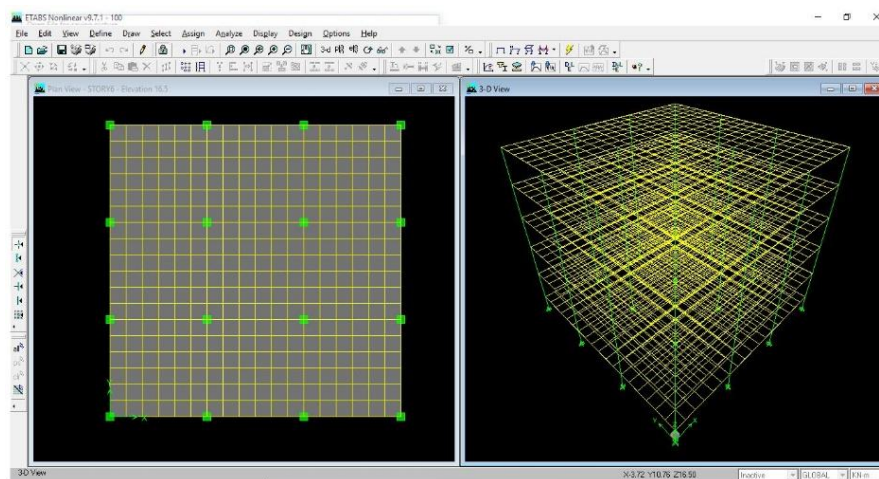 ETABS Nonlinear v9.7.1 - 100
File Edit View Define Draw Select Assign Analyze Display Design Options Help
3-d
Plan View - STORY6 - Elevation 16.5
3-D View
Y
X
Y
X
3-D View
X-3.72 Y10.76 Z16.50
Inactive
GLOBAL
KN-m